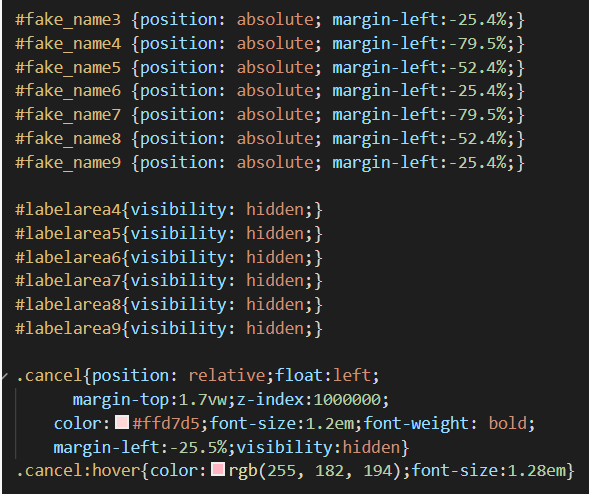 #fake_name3 {position: absolute; margin-left:-25.4%;}
#fake_name4 {position: absolute; margin-left:-79.5%;}
#fake_name5 {position: absolute; margin-left:-52.4%;}
#fake_name6 {position: absolute; margin-left:-25.4%;}
#fake_name7 {position: absolute; margin-left:-79.5%;}
#fake_name8 {position: absolute; margin-left:-52.4%;}
#fake_name9 {position: absolute; margin-left:-25.4%;}
#labelarea4{visibility: hidden;}
#labelarea5{visibility: hidden;}
#labelarea6{visibility: hidden;}
#labelarea7{visibility: hidden;}
#labelarea8{visibility: hidden;}
#labelarea9{visibility: hidden;}
.cancel{position: relative;float:left;
margin-top:1.7vw;z-index:1000000;
color:#ffd7d5;font-size:1.2em;font-weight: bold;
margin-left:-25.5%;visibility:hidden}
.cancel:hover{color:rgb(255, 182, 194);font-size:1.28em}